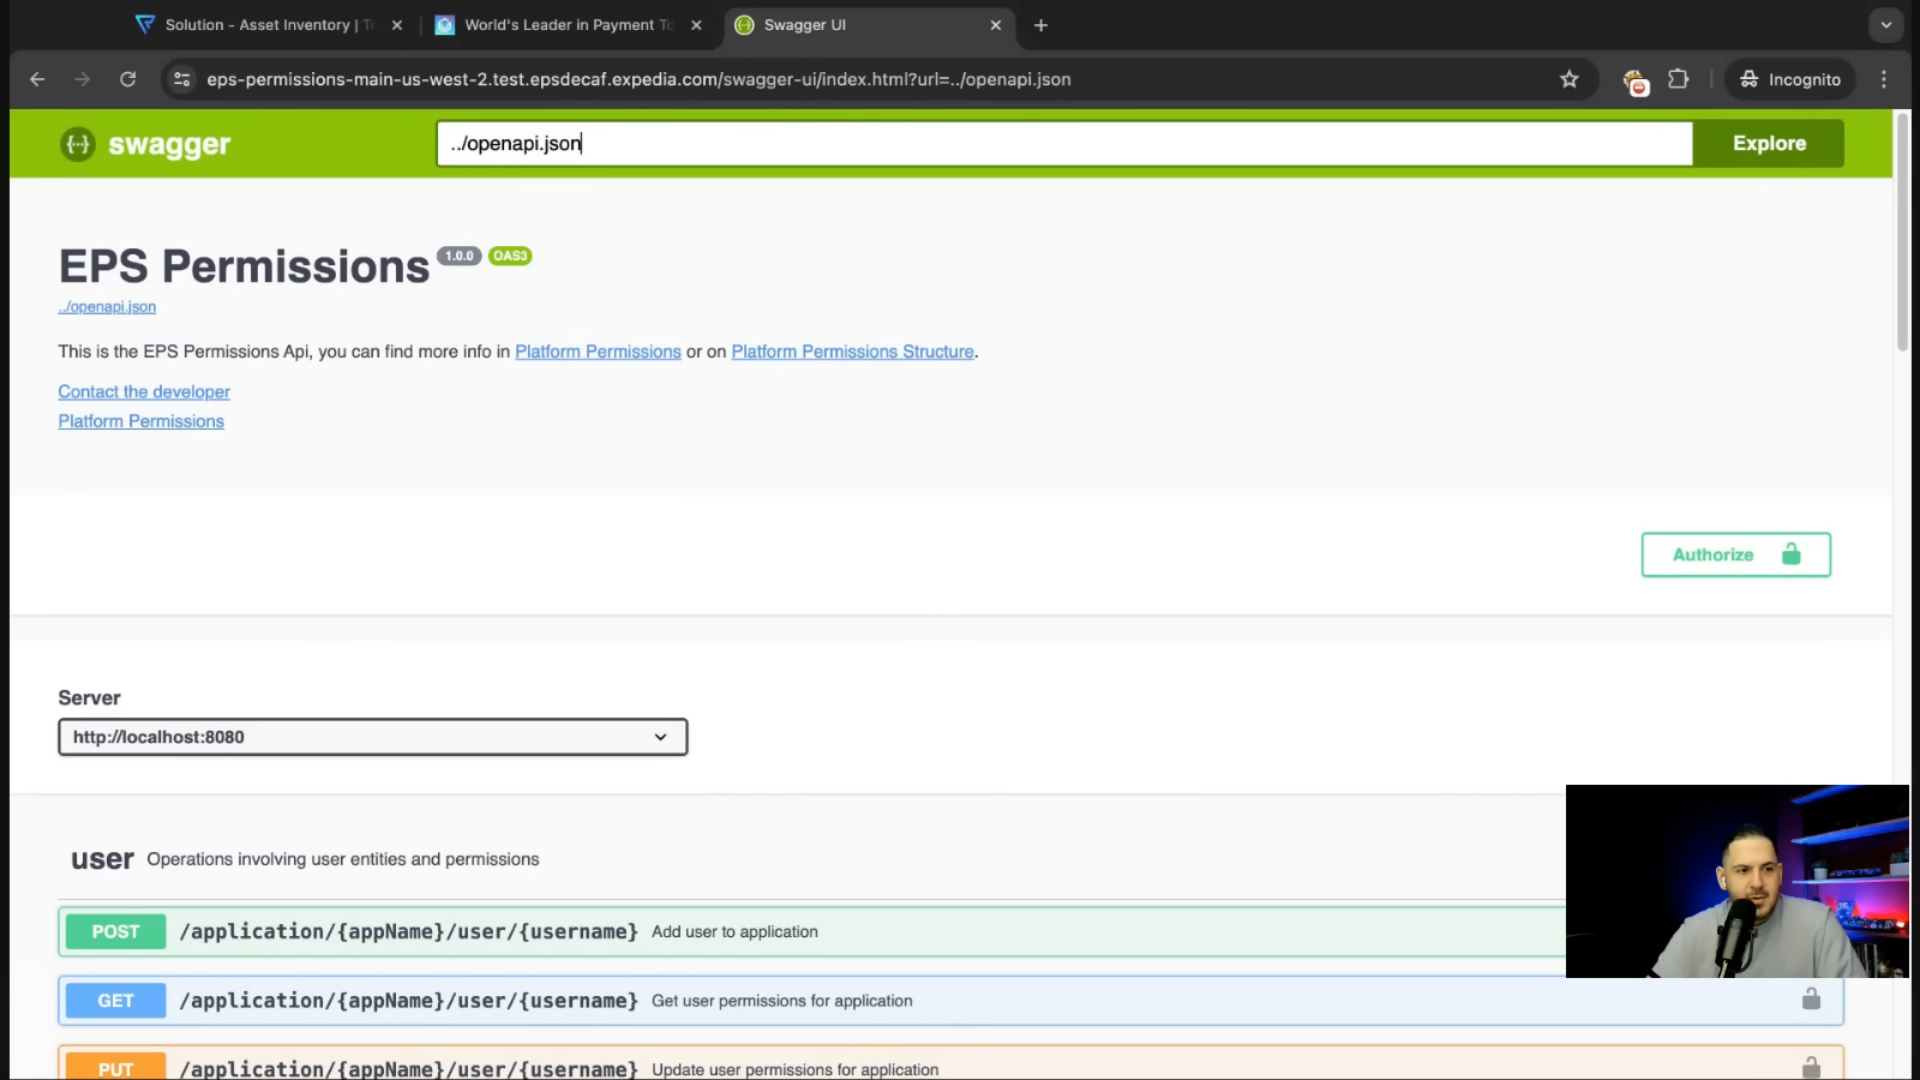 Solution - Asset Inventory | T
World's Leader in Payment To
Swagger UI
eps-permissions-main-us-west-2.test.epsdecaf.expedia.com/swagger-ui/index.html?url=../openapi.json
Incognito
swagger
../openapi.json
Explore
EPS Permissions 1.0.0 OAS3
../openapi.json
This is the EPS Permissions Api, you can find more info in Platform Permissions or on Platform Permissions Structure.
Contact the developer
Platform Permissions
Authorize
Server
http://localhost:8080
user Operations involving user entities and permissions
POST /application/{appName}/user/{username} Add user to application
GET /application/{appName}/user/{username} Get user permissions for application
PUT /application/{appName}/user/{username} Update user permissions for application